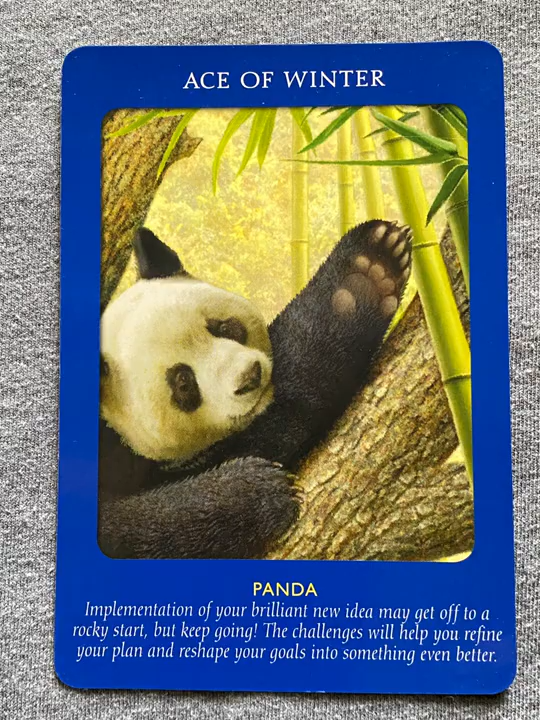 ACE OF WINTER
PANDA
Implementation of your brilliant new idea may get off to a
rocky start, but keep going! The challenges will help you refine
your plan and reshape your goals into something even better.